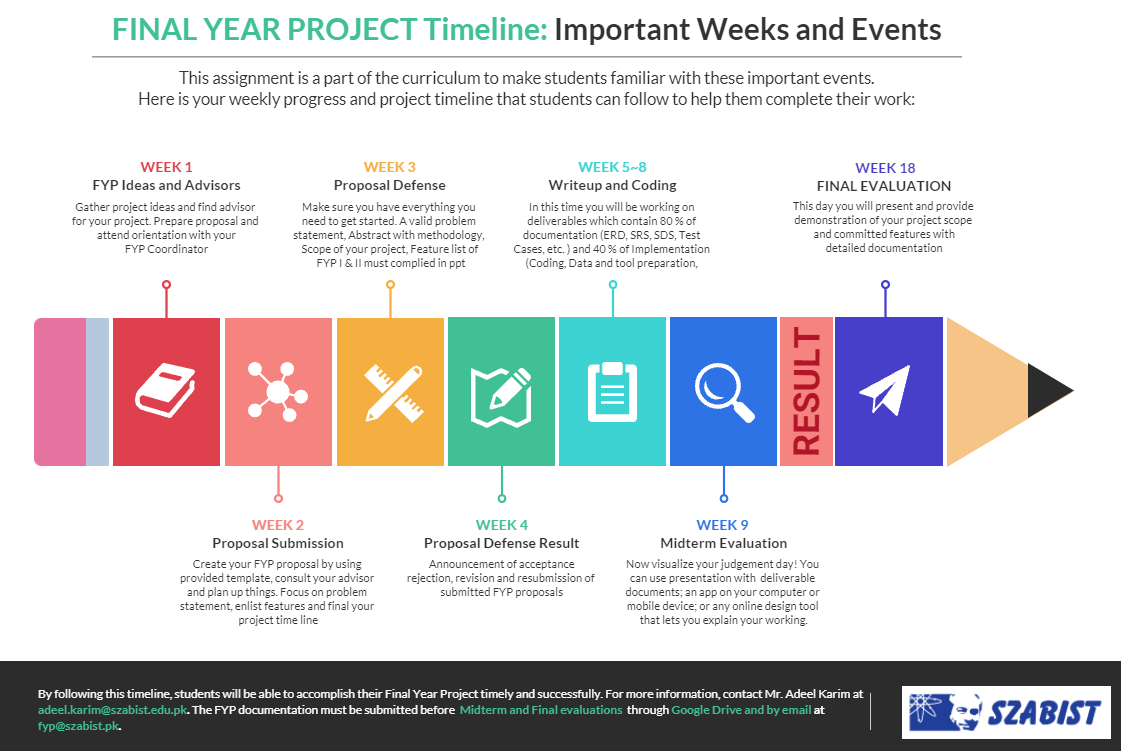 FINAL YEAR PROJECT Timeline: Important Weeks and Events
This assignment is a part of the curriculum to make students familiar with these important events.
Here is your weekly progress and project timeline that students can follow to help them complete their work:
WEEK 1
FYP Ideas and Advisors
Gather project ideas and find advisor
for your project. Prepare proposal and
attend orientation with your
FYP Coordinator
WEEK 3
Proposal Defense
Make sure you have everything you
need to get started. A valid problem
statement, Abstract with methodology,
Scope of your project, Feature list of
FYP I & II must complied in ppt
WEEK 5~8
Writeup and Coding
In this time you will be working on
deliverables which contain 80 % of
documentation (ERD, SRS, SDS, Test
Cases, etc. ) and 40 % of Implementation
(Coding, Data and tool preparation,
WEEK 18
FINAL EVALUATION
This day you will present and provide
demonstration of your project scope
and committed features with
detailed documentation
RESULT
WEEK 2
Proposal Submission
Create your FYP proposal by using
provided template, consult your advisor
and plan up things. Focus on problem
statement, enlist features and final your
project time line
WEEK 4
Proposal Defense Result
Announcement of acceptance
rejection, revision and resubmission of
submitted FYP proposals
WEEK 9
Midterm Evaluation
Now visualize your judgement day! You
can use presentation with deliverable
documents; an app on your computer or
mobile device; or any online design tool
that lets you explain your working.
By following this timeline, students will be able to accomplish their Final Year Project timely and successfully. For more information, contact Mr. Adeel Karim at
adeel.karim@szabist.edu.pk. The FYP documentation must be submitted before Midterm and Final evaluations through Google Drive and by email at
fyp@szabist.pk.
SZABIST